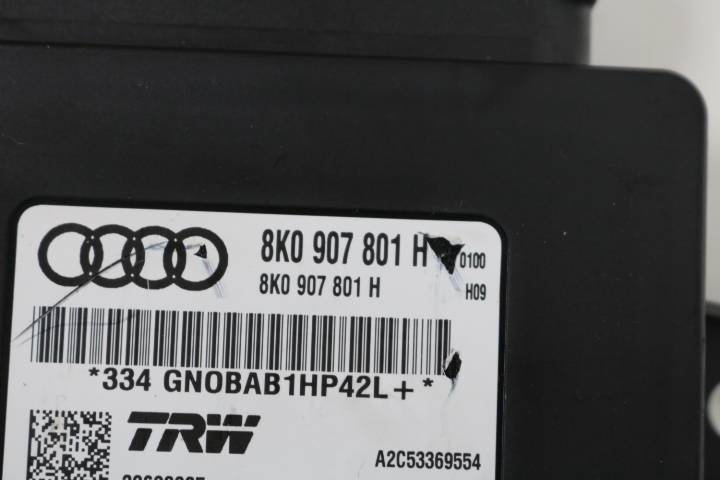 8K0 907 801 H 0100
8K0 907 801 H H09
*334 GNOBAB1HP42L+*
TRW
A2C53369554